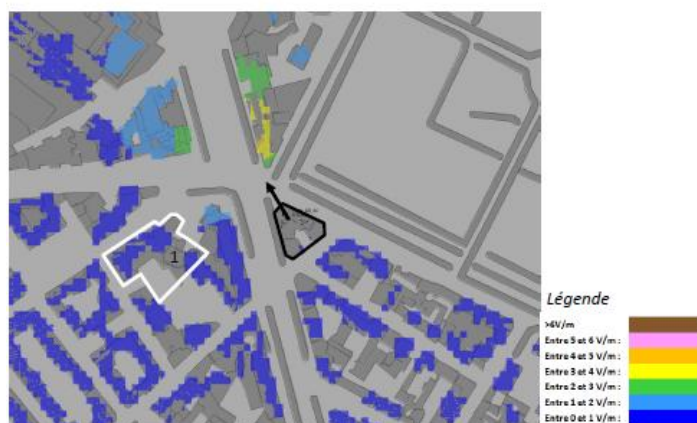 1
Légende
>6V/m
Entre 5 et 6 V/m :
Entre 4 et 5 V/m :
Entre 3 et 4 V/m :
Entre 2 et 3 V/m :
Entre 1 et 2 V/m :
Entre 0 et 1 V/m :